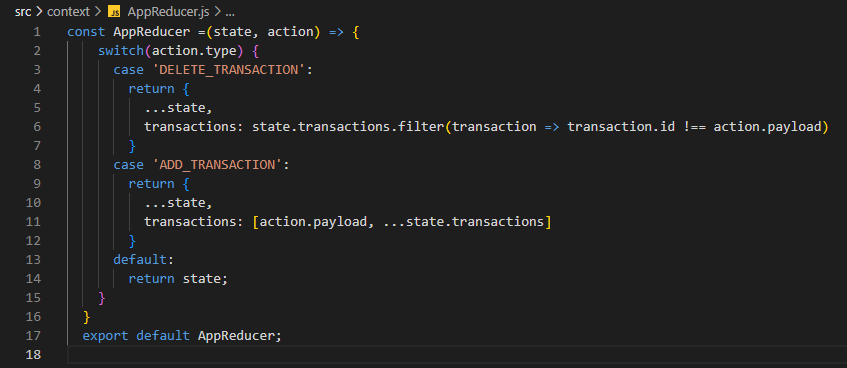 src > context > JS AppReducer.js > ...
1 const AppReducer =(state, action) => {
2 switch(action.type) {
3 case 'DELETE_TRANSACTION':
4 return {
5 ...state,
6 transactions: state.transactions.filter(transaction => transaction.id !== action.payload)
7 }
8 case 'ADD_TRANSACTION':
9 return {
10 ...state,
11 transactions: [action.payload, ...state.transactions]
12 }
13 default:
14 return state;
15 }
16 }
17 export default AppReducer;
18